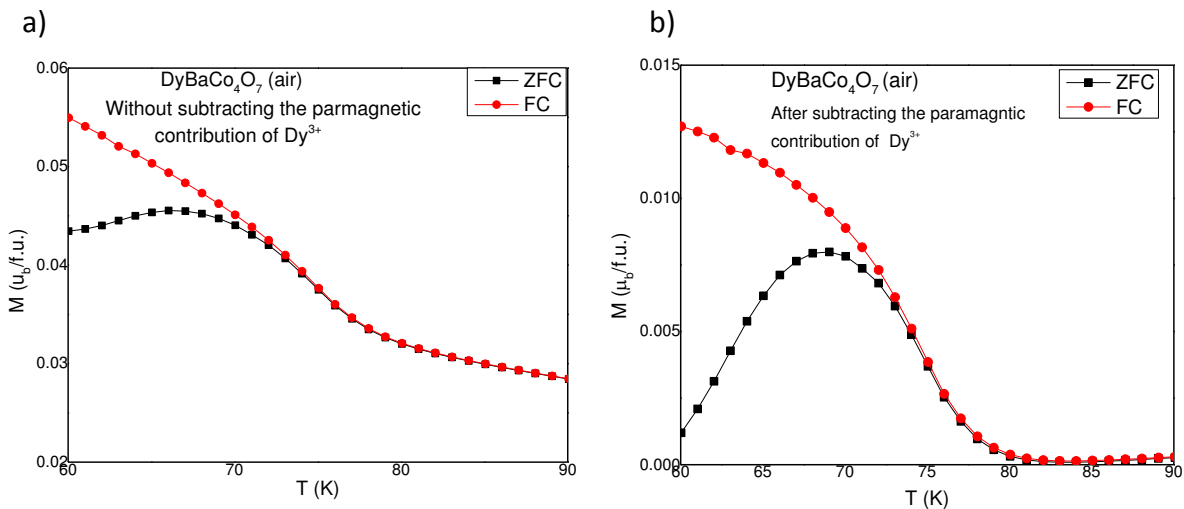 a)
DyBaCo₄O₇ (air)
Without subtracting the parmagnetic
contribution of Dy³⁺
ZFC
FC
0.06
0.05
0.04
0.03
0.02
M (u_b/f.u.)
60
70
80
90
T (K)
b)
DyBaCo₄O₇ (air)
After subtracting the paramagntic
contribution of Dy³⁺
ZFC
FC
0.015
0.010
0.005
0.000
M (μ_b/f.u.)
60
65
70
75
80
85
90
T (K)